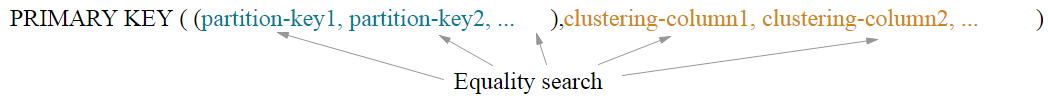 PRIMARY KEY ( (partition-key1, partition-key2, ... ),clustering-column1, clustering-column2, ... )
Equality search